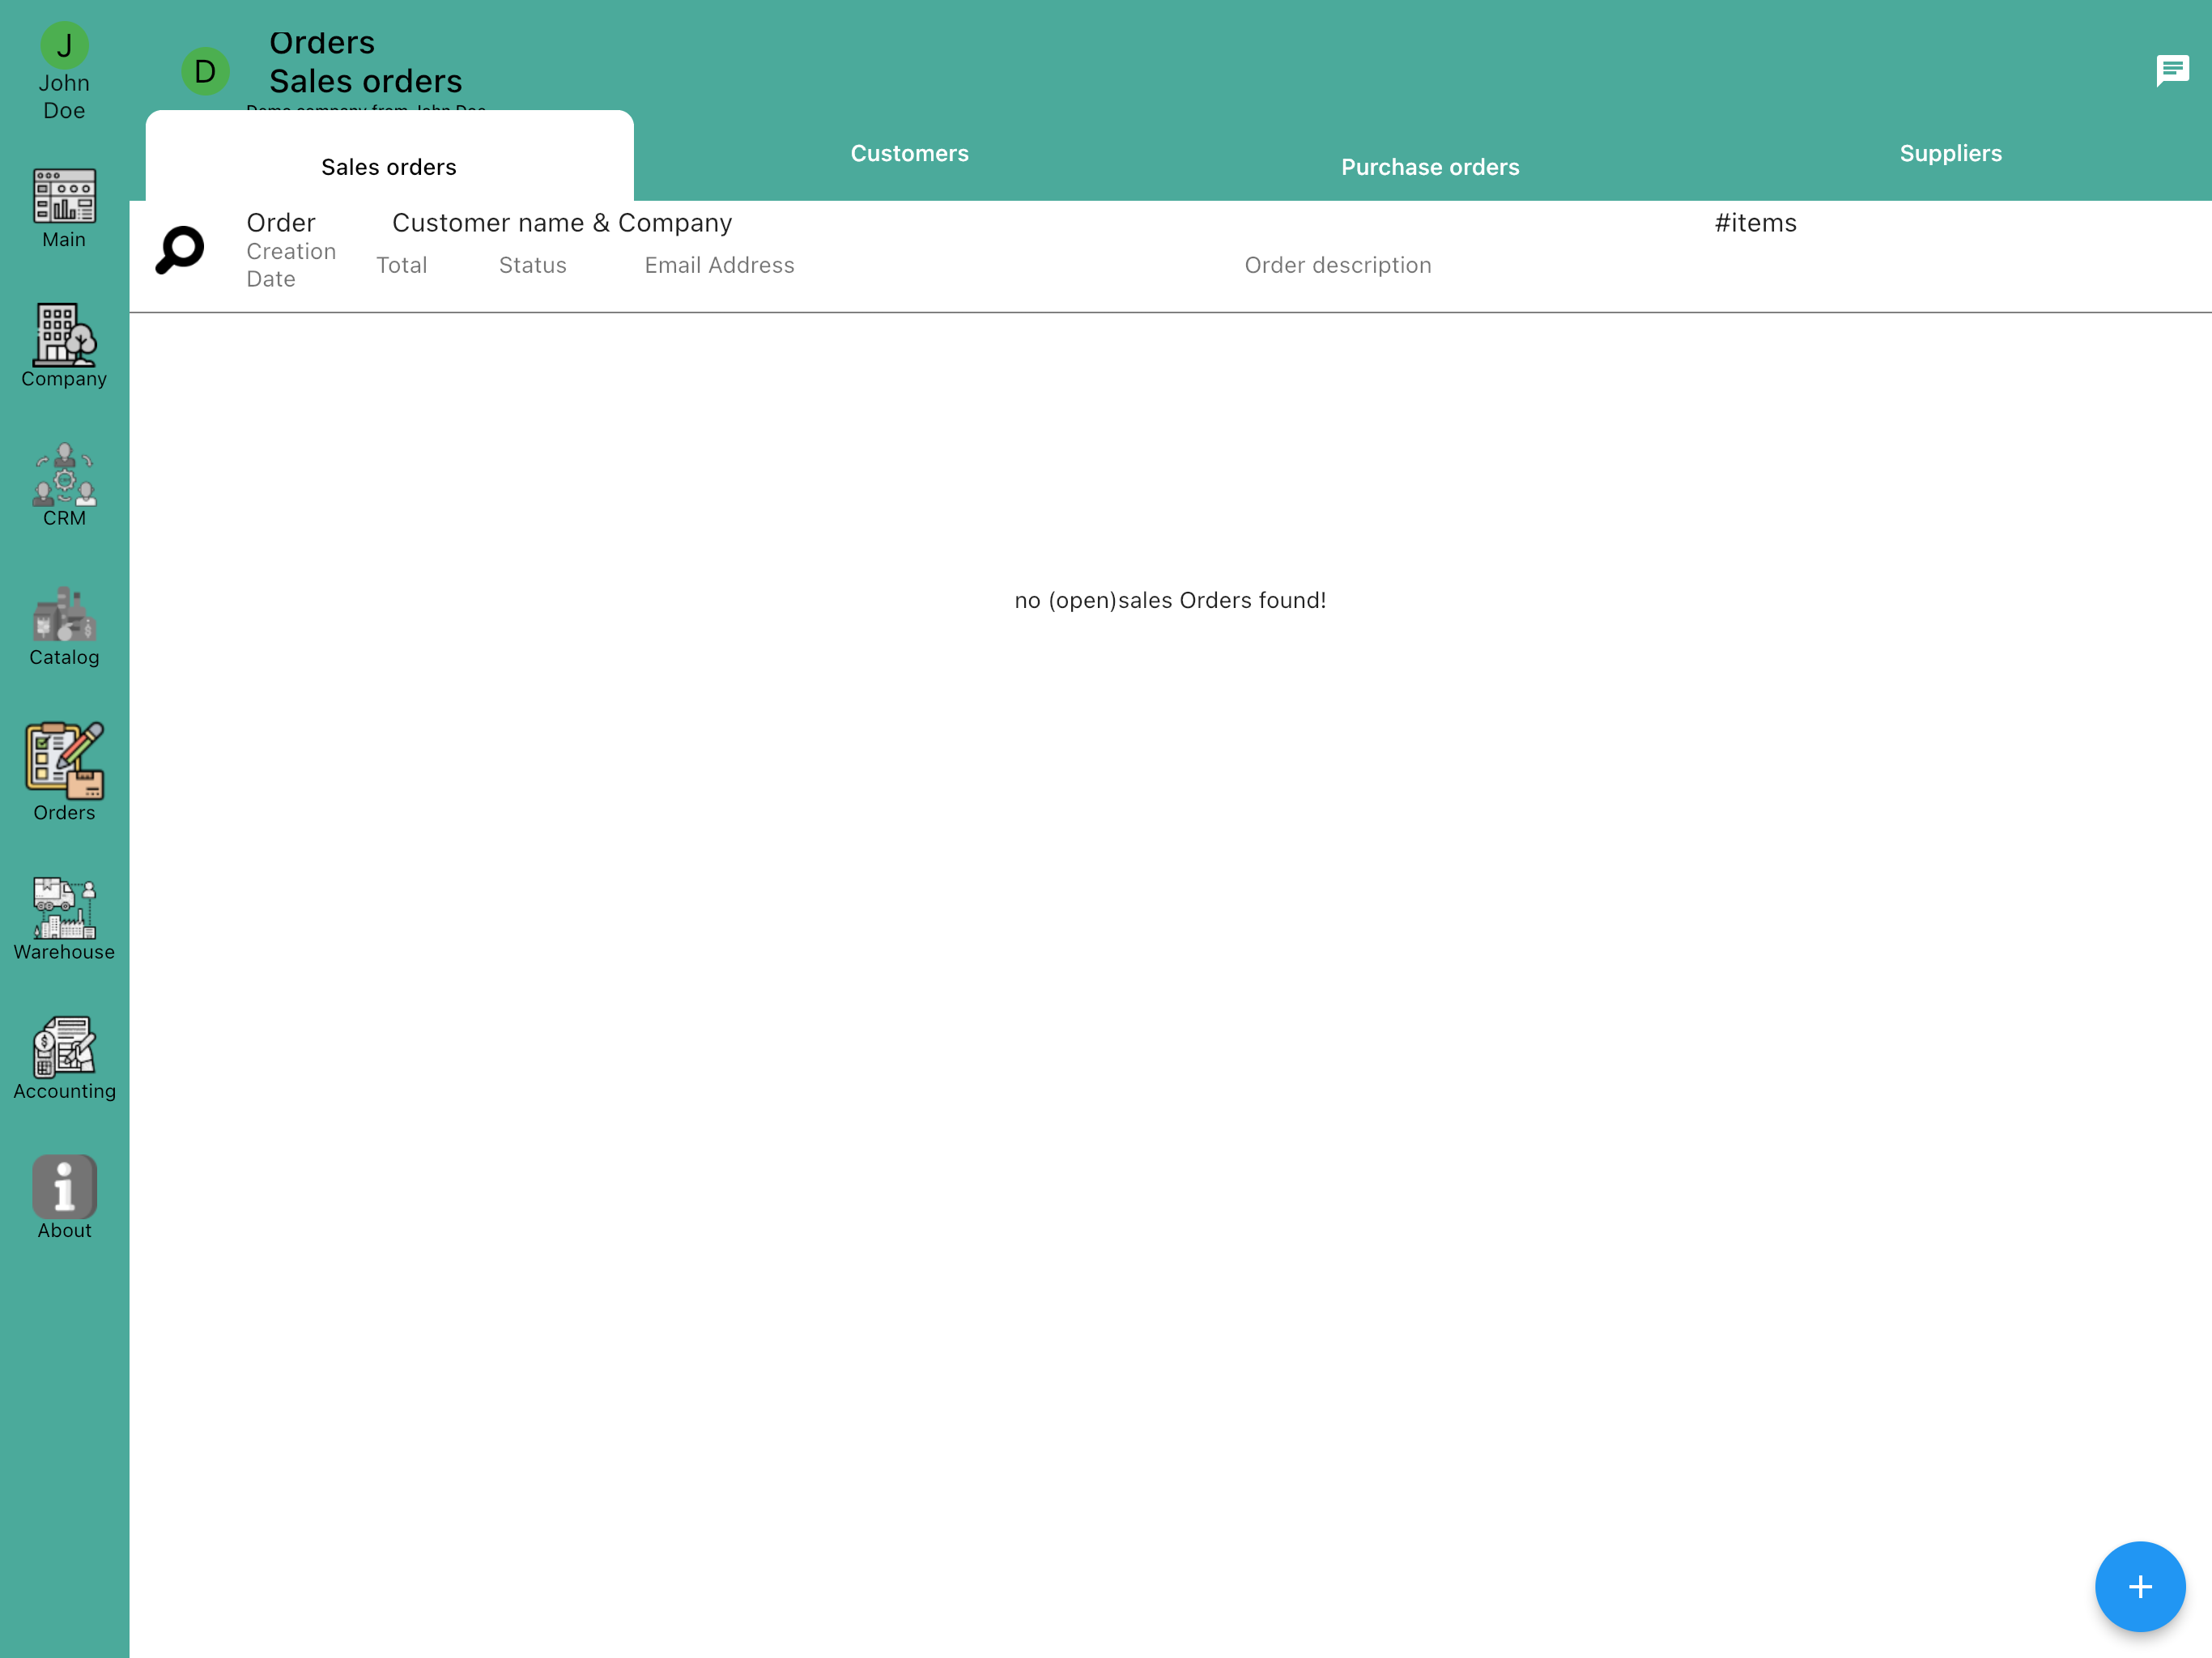 J
John
Doe
Main
Company
CRM
Catalog
Orders
Warehouse
Accounting
About
D
Orders
Sales orders
Demo company from John Doe
Sales orders
Customers
Purchase orders
Suppliers
Order
Customer name & Company
#items
Creation
Date
Total
Status
Email Address
Order description
no (open)sales Orders found!
+